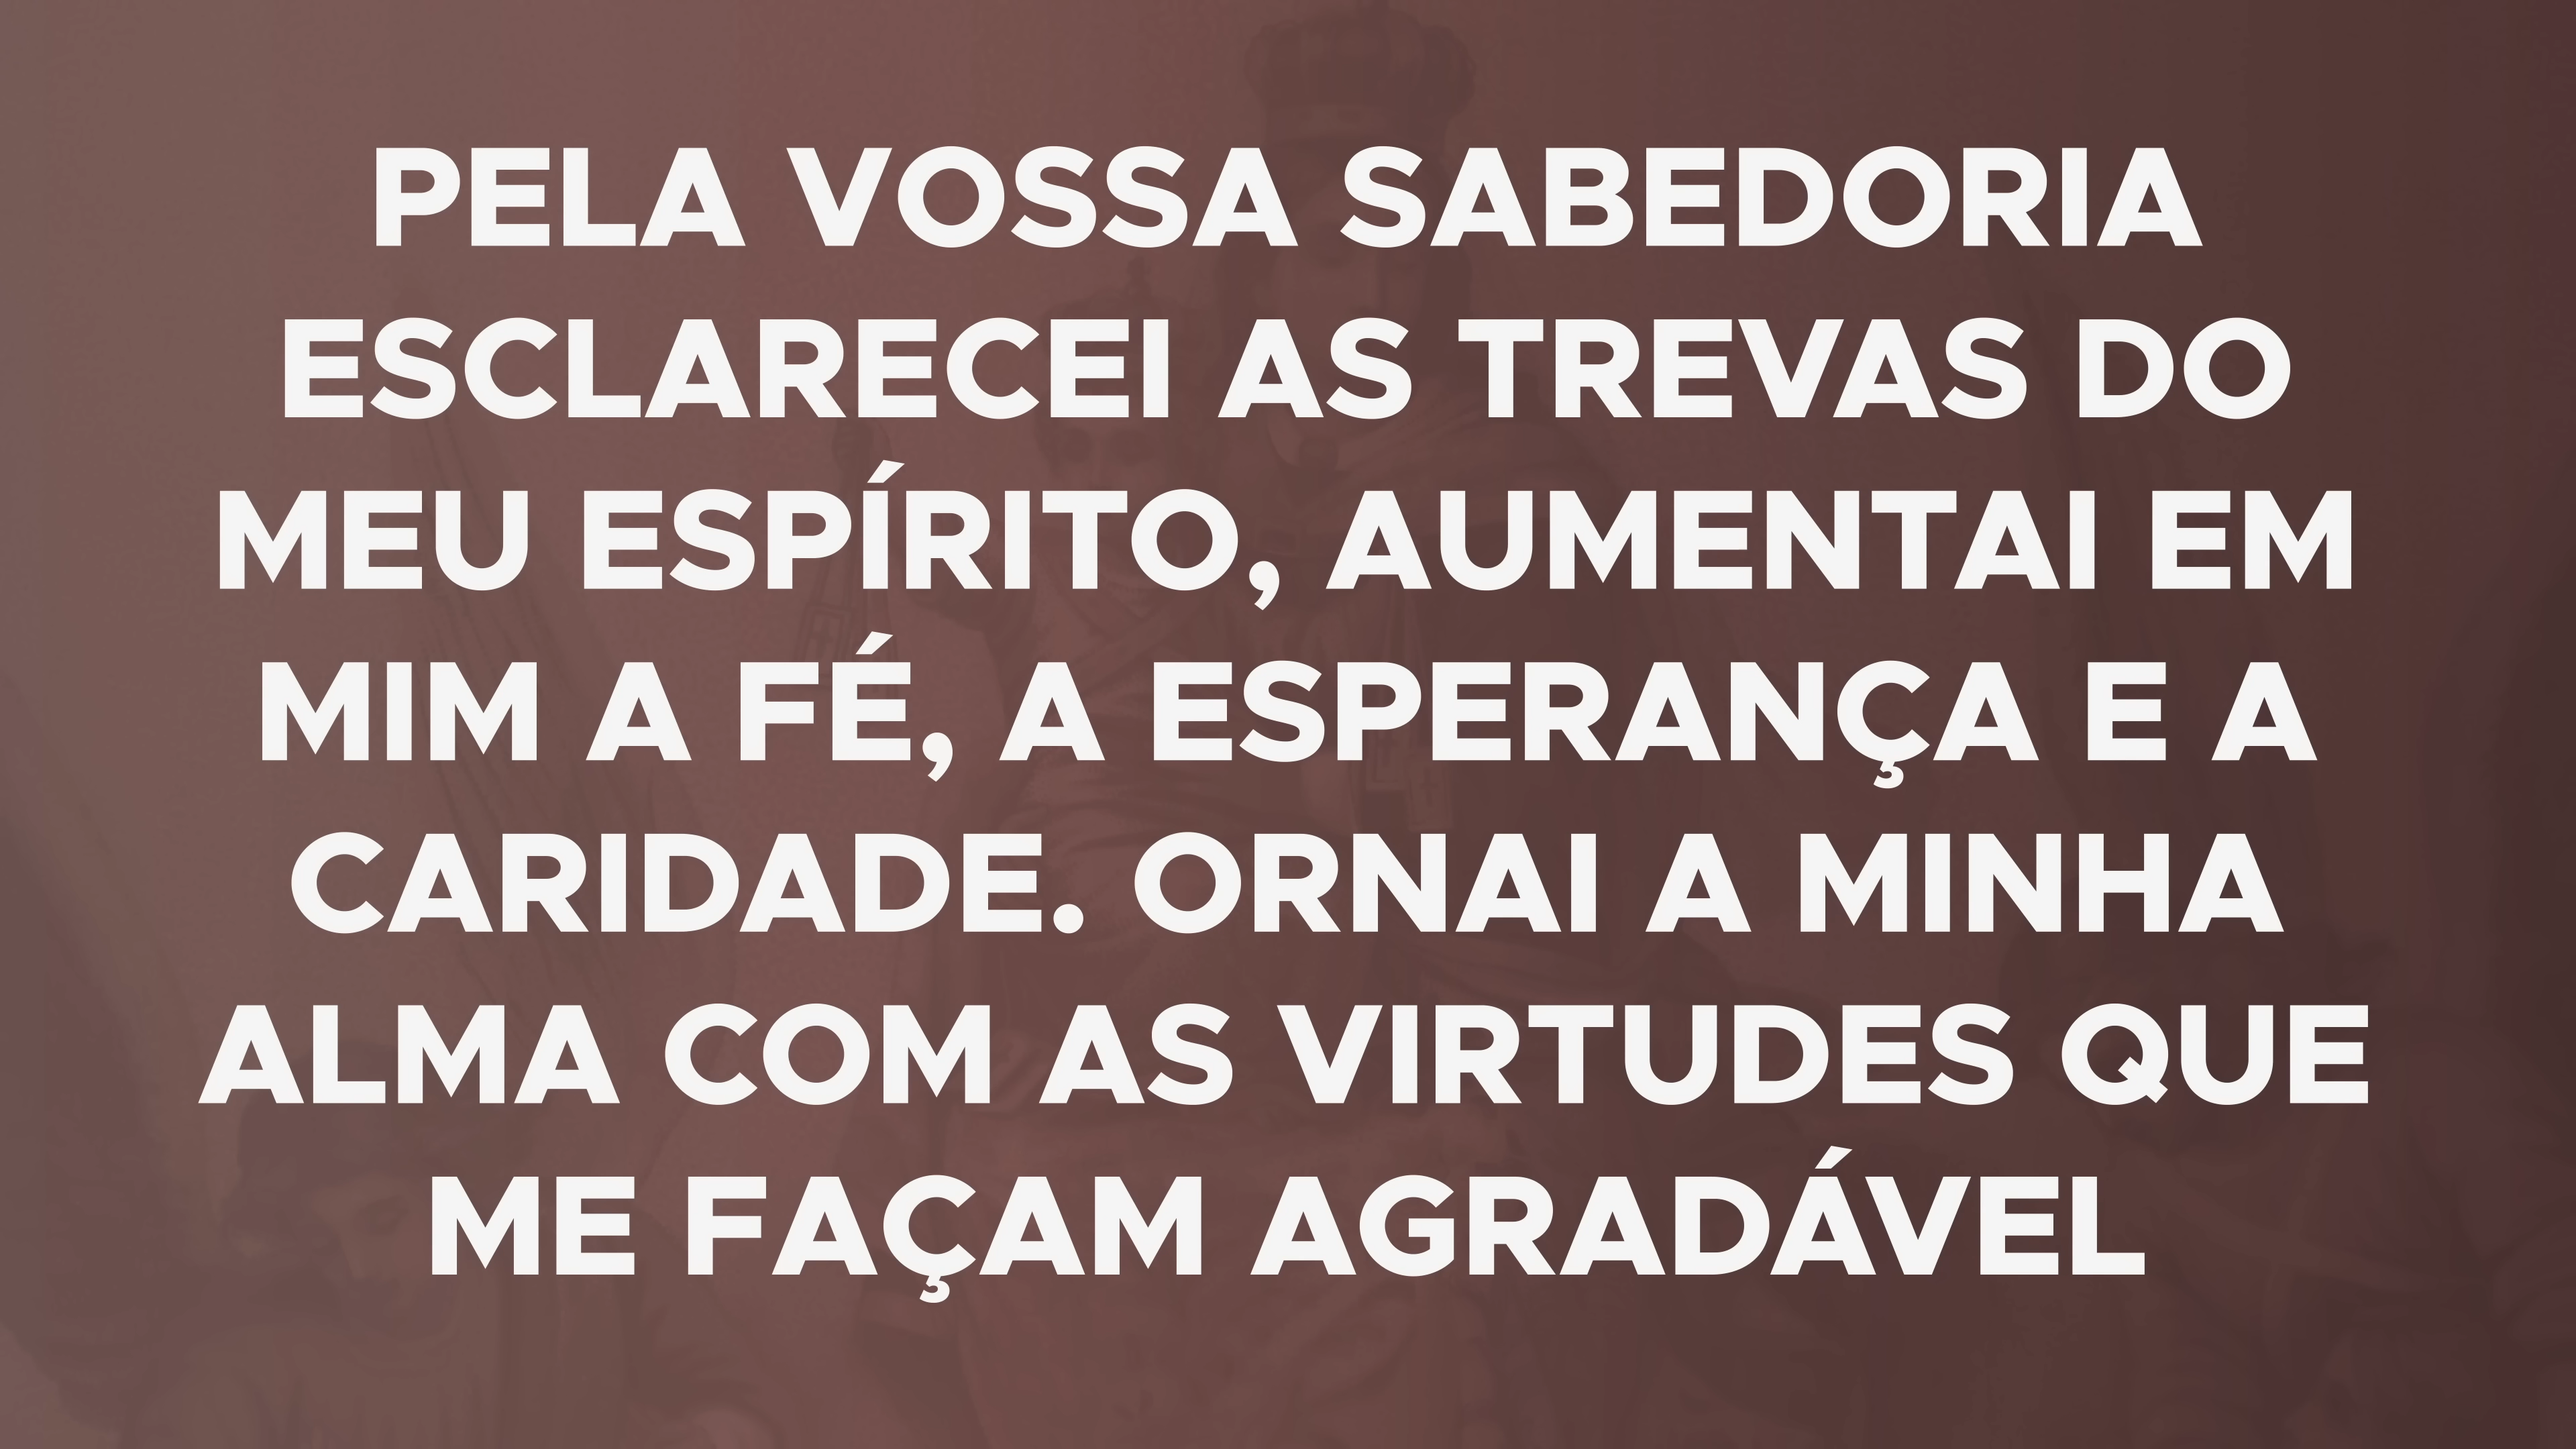 PELA VOSSA SABEDORIA
ESCLARECEI AS TREVAS DO
MEU ESPÍRITO, AUMENTAI EM
MIM A FÉ, A ESPERANÇA E A
CARIDADE. ORNAI A MINHA
ALMA COM AS VIRTUDES QUE
ME FAÇAM AGRADÁVEL